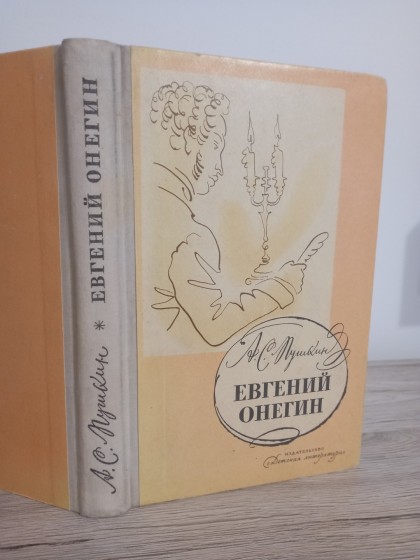 А. С. Пушкин * ЕВГЕНИЙ ОНЕГИН
А. С. Пушкин
ЕВГЕНИЙ
ОНЕГИН
издательство
«Детская литература»